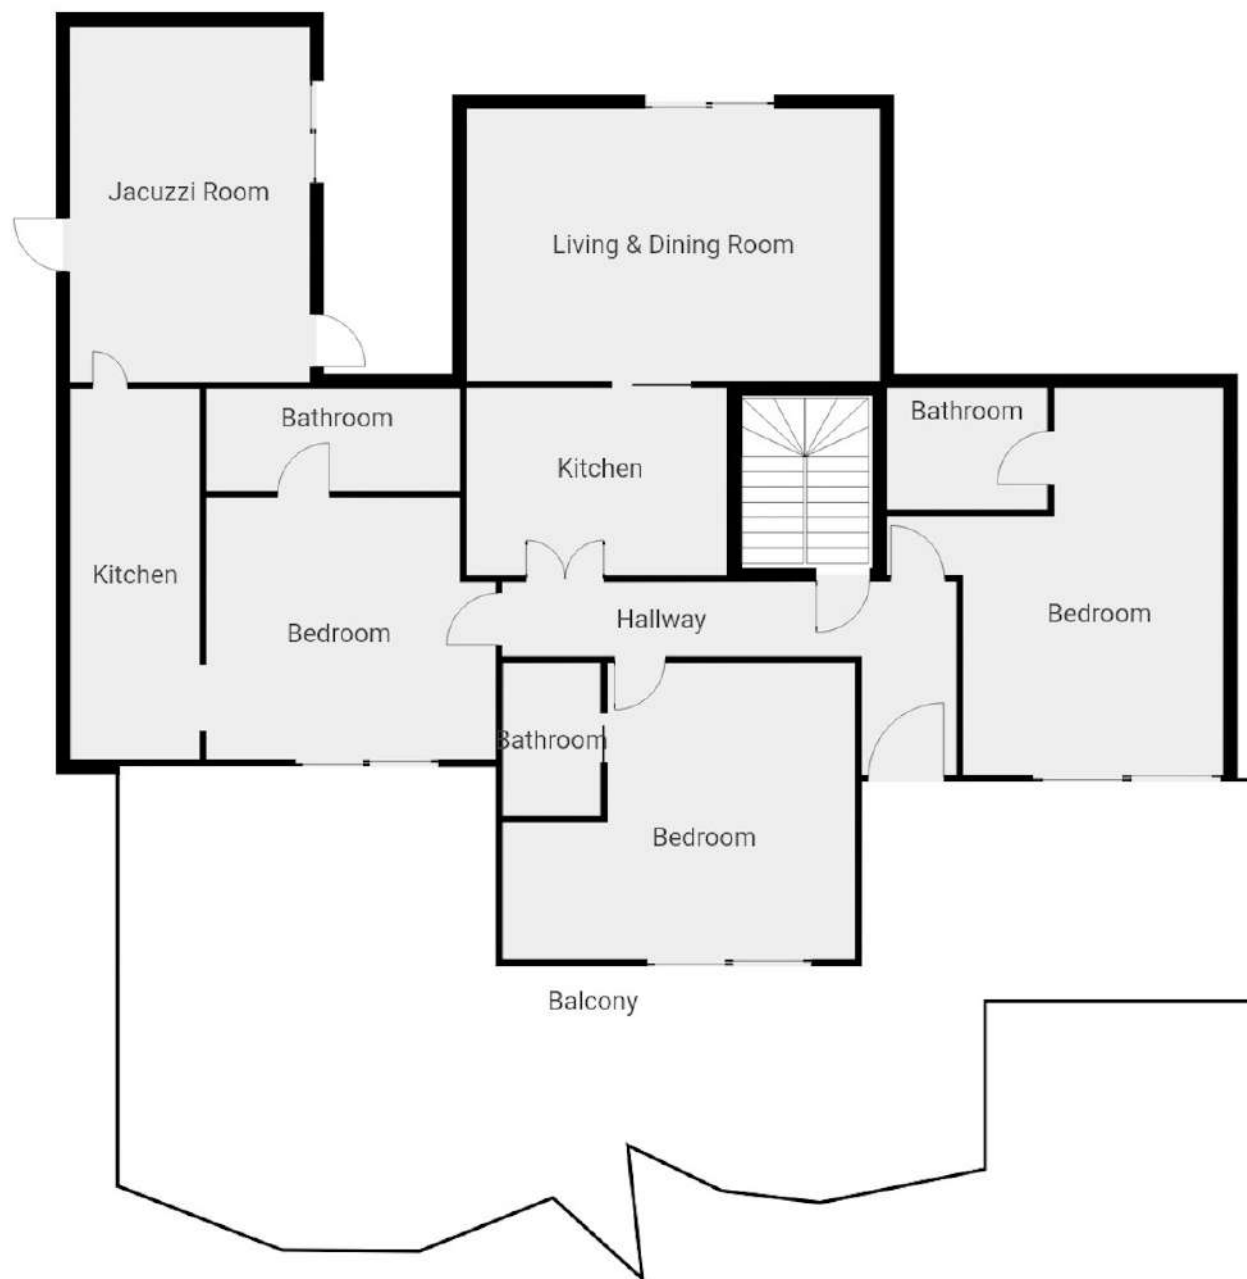 Jacuzzi Room
Living & Dining Room
Bathroom
Bathroom
Kitchen
Kitchen
Bedroom
Hallway
Bedroom
Bathroom
Bedroom
Balcony